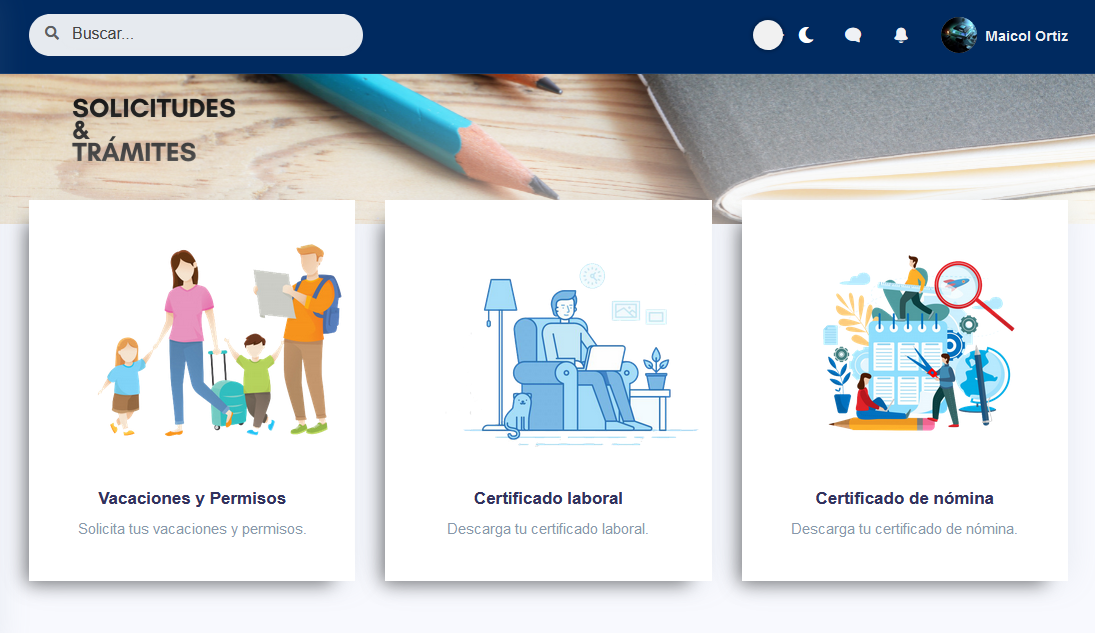 Buscar...
Maicol Ortiz
SOLICITUDES
&
TRÁMITES
Vacaciones y Permisos
Solicita tus vacaciones y permisos.
Certificado laboral
Descarga tu certificado laboral.
Certificado de nómina
Descarga tu certificado de nómina.